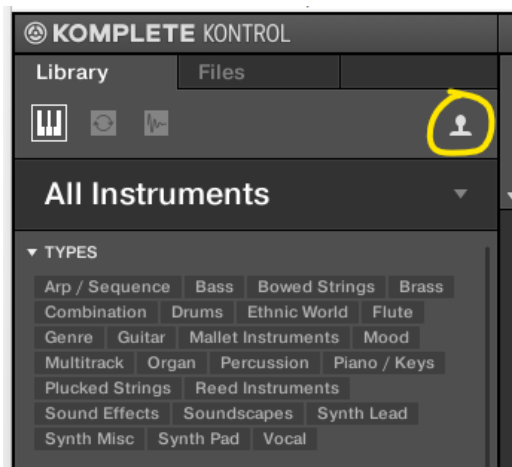 KOMPLETE KONTROL
Library Files
All Instruments
TYPES
Arp / Sequence Bass Bowed Strings Brass
Combination Drums Ethnic World Flute
Genre Guitar Mallet Instruments Mood
Multitrack Organ Percussion Piano / Keys
Plucked Strings Reed Instruments
Sound Effects Soundscapes Synth Lead
Synth Misc Synth Pad Vocal